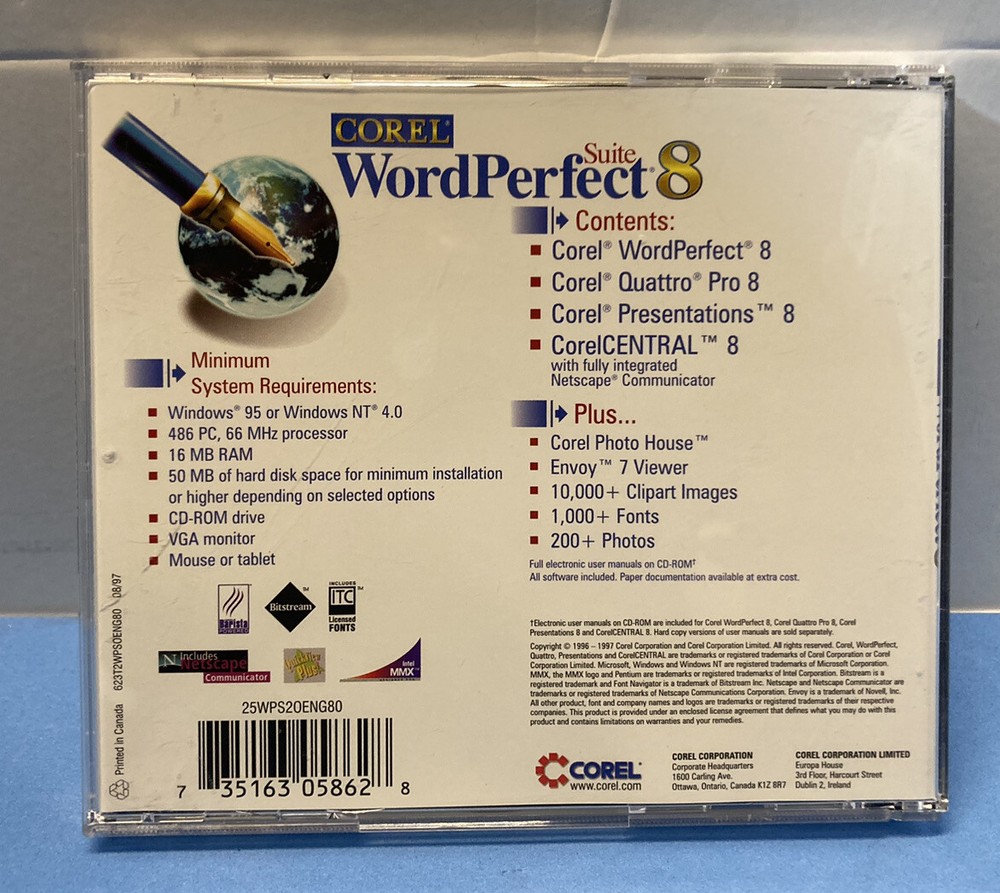 COREL®
Suite
WordPerfect® 8
Contents:
Corel® WordPerfect® 8
Corel® Quattro® Pro 8
Corel® Presentations™ 8
CorelCENTRAL™ 8
with fully integrated
Netscape® Communicator
Plus...
Corel Photo House™
Envoy™ 7 Viewer
10,000+ Clipart Images
1,000+ Fonts
200+ Photos
Full electronic user manuals on CD-ROM†
All software included. Paper documentation available at extra cost.
Minimum
System Requirements:
Windows® 95 or Windows NT® 4.0
486 PC, 66 MHz processor
16 MB RAM
50 MB of hard disk space for minimum installation
or higher depending on selected options
CD-ROM drive
VGA monitor
Mouse or tablet
Barista
POWERED
Bitstream™
INCLUDES
ITC™
Licensed
FONTS
N Includes
Netscape
Communicator
Plus!
Intel
MMX™
†Electronic user manuals on CD-ROM are included for Corel WordPerfect 8, Corel Quattro Pro 8, Corel
Presentations 8 and CorelCENTRAL 8. Hard copy versions of user manuals are sold separately.
Copyright © 1996 – 1997 Corel Corporation and Corel Corporation Limited. All rights reserved. Corel, WordPerfect,
Quattro, Presentations and CorelCENTRAL are trademarks or registered trademarks of Corel Corporation or Corel
Corporation Limited. Microsoft, Windows and Windows NT are registered trademarks of Microsoft Corporation.
MMX, the MMX logo and Pentium are trademarks or registered trademarks of Intel Corporation. Bitstream is a
registered trademark and Font Navigator is a trademark of Bitstream Inc. Netscape and Netscape Communicator are
trademarks or registered trademarks of Netscape Communications Corporation. Envoy is a trademark of Novell, Inc.
All other product, font and company names and logos are trademarks or registered trademarks of their respective
companies. This product is provided under an enclosed license agreement that defines what you may do with this
product and contains limitations on warranties and your remedies.
25WPS2OENG80
7 35163 05862 8
COREL®
www.corel.com
COREL CORPORATION
Corporate Headquarters
1600 Carling Ave.
Ottawa, Ontario, Canada K1Z 8R7
COREL CORPORATION LIMITED
Europa House
3rd Floor, Harcourt Street
Dublin 2, Ireland
Printed in Canada 623T2WPSOENG80 08/97